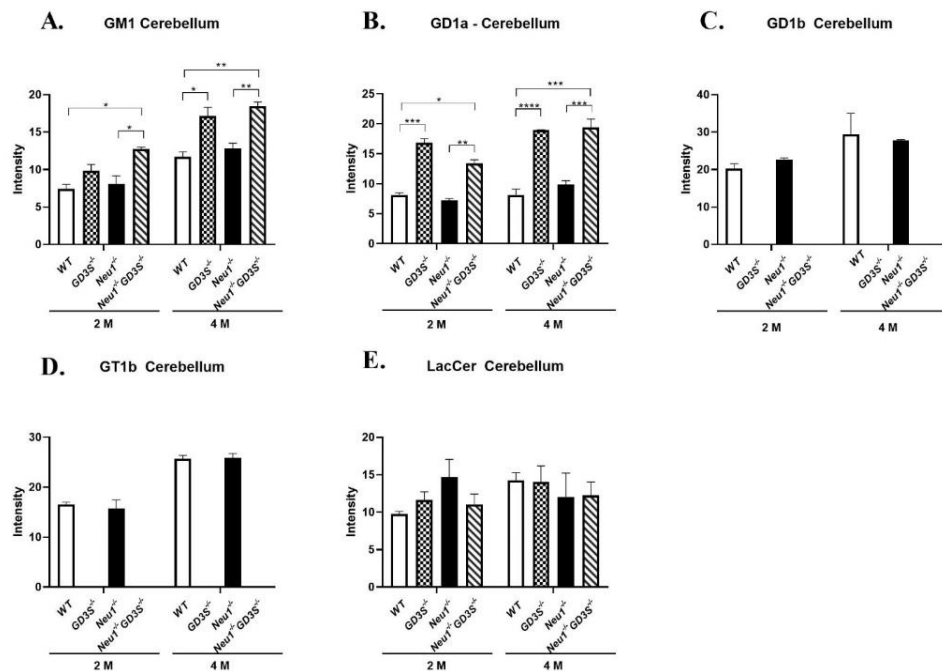 A. GM1 Cerebellum
Intensity
20
15
10
5
0
* * * ** **
WT GD3S-/- Neu1-/- Neu1-/- GD3S-/- WT GD3S-/- Neu1-/- Neu1-/- GD3S-/-
2 M 4 M
B. GD1a - Cerebellum
Intensity
25
20
15
10
5
0
*** ** * **** *** ***
WT GD3S-/- Neu1-/- Neu1-/- GD3S-/- WT GD3S-/- Neu1-/- Neu1-/- GD3S-/-
2 M 4 M
C. GD1b Cerebellum
Intensity
40
30
20
10
0
WT GD3S-/- Neu1-/- Neu1-/- GD3S-/- WT GD3S-/- Neu1-/- Neu1-/- GD3S-/-
2 M 4 M
D. GT1b Cerebellum
Intensity
30
20
10
0
WT GD3S-/- Neu1-/- Neu1-/- GD3S-/- WT GD3S-/- Neu1-/- Neu1-/- GD3S-/-
2 M 4 M
E. LacCer Cerebellum
Intensity
20
15
10
5
0
WT GD3S-/- Neu1-/- Neu1-/- GD3S-/- WT GD3S-/- Neu1-/- Neu1-/- GD3S-/-
2 M 4 M